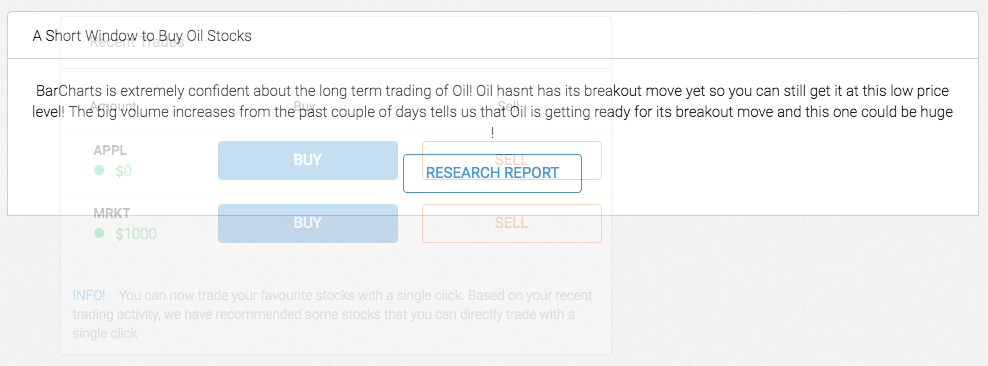 A Short Window to Buy Oil Stocks
Recent Trades
BarCharts is extremely confident about the long term trading of Oil! Oil hasnt has its breakout move yet so you can still get it at this low price
level! The big volume increases from the past couple of days tells us that Oil is getting ready for its breakout move and this one could be huge
!
Amount Buy Sell
APPL
$0
BUY SELL
RESEARCH REPORT
MRKT
$1000
BUY SELL
INFO! You can now trade your favourite stocks with a single click. Based on your recent
trading activity, we have recommended some stocks that you can directly trade with a
single click